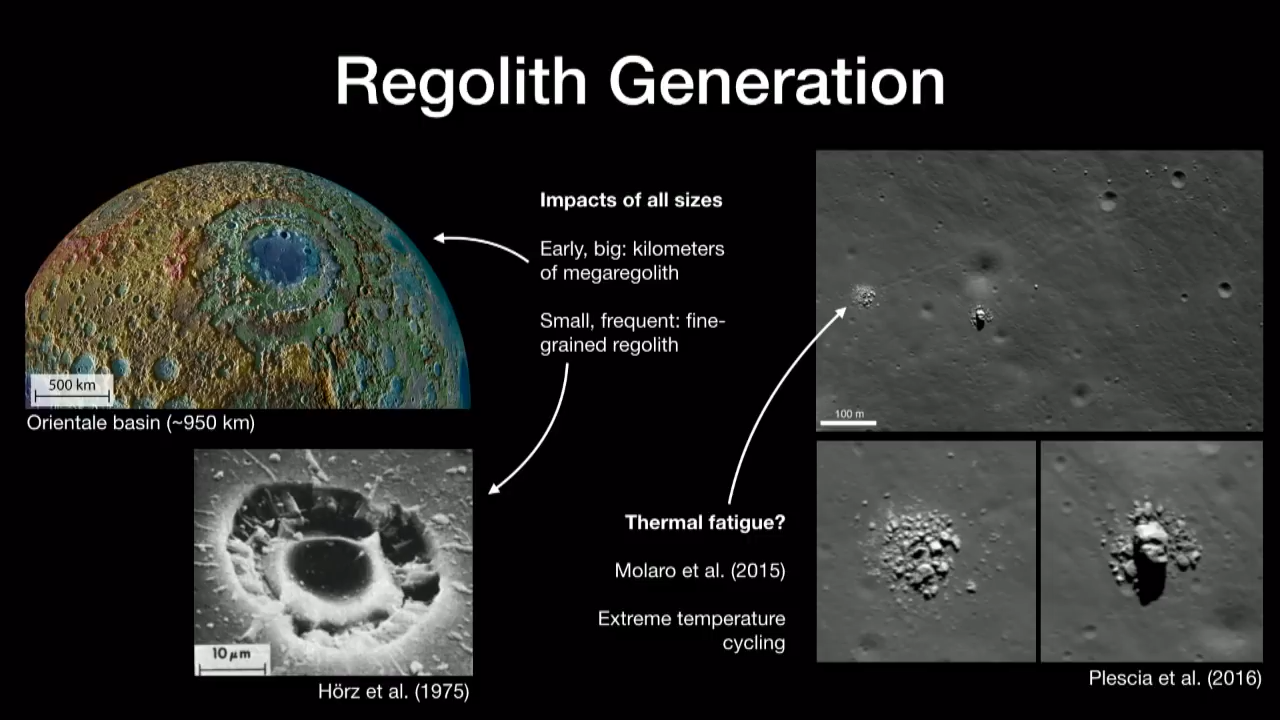 Regolith Generation
Impacts of all sizes
Early, big: kilometers
of megaregolith
Small, frequent: fine-
grained regolith
500 km
Orientale basin (~950 km)
10 μm
Hörz et al. (1975)
Thermal fatigue?
Molaro et al. (2015)
Extreme temperature
cycling
100 m
Plescia et al. (2016)